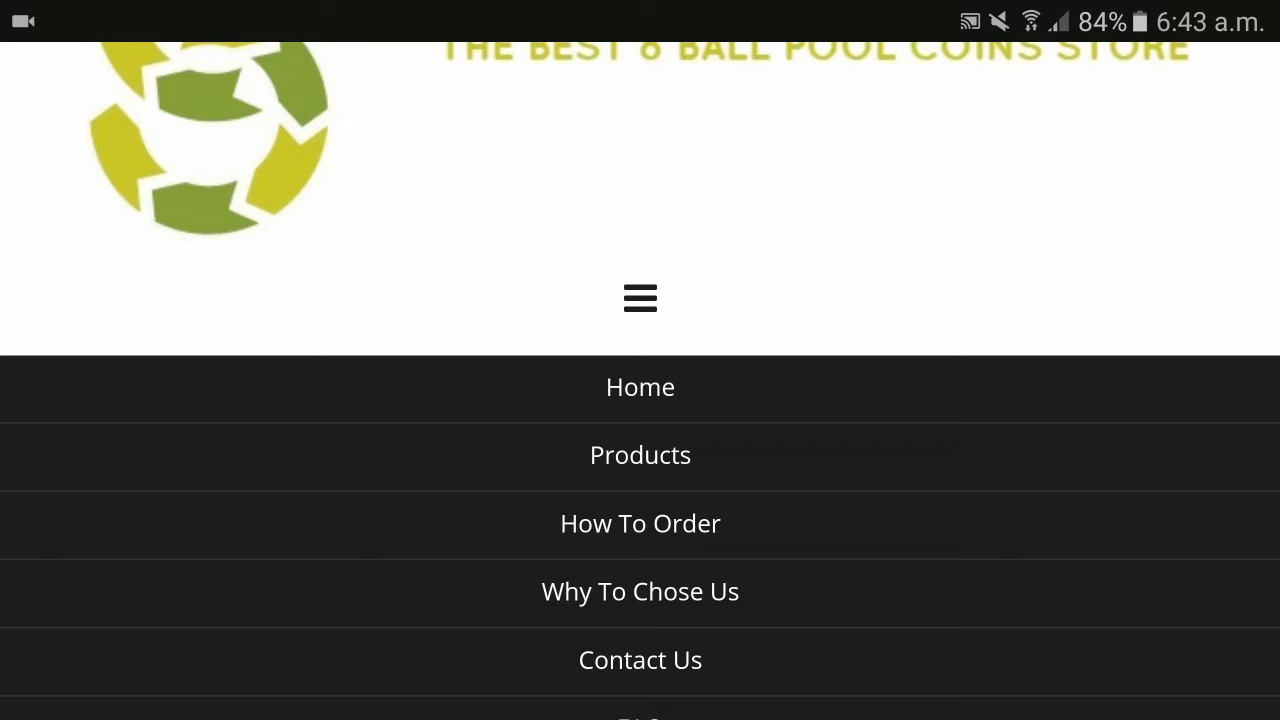 84% 6:43 a.m.
THE BEST 8 BALL POOL COINS STORE
Home
Products
How To Order
Why To Chose Us
Contact Us